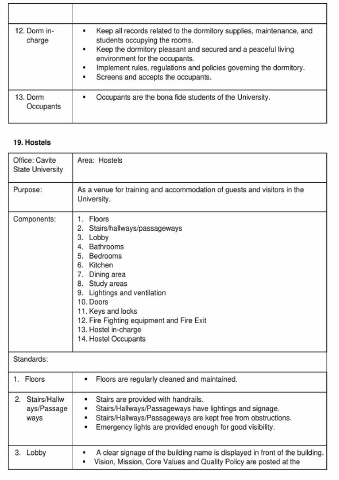 12. Dorm in-
charge
▪ Keep all records related to the dormitory supplies, maintenance, and
students occupying the rooms.
▪ Keep the dormitory pleasant and secured and a peaceful living
environment for the occupants.
▪ Implement rules, regulations and policies governing the dormitory.
▪ Screens and accepts the occupants.
13. Dorm
Occupants
▪ Occupants are the bona fide students of the University.
19. Hostels
Office: Cavite
State University
Area: Hostels
Purpose:
As a venue for training and accommodation of guests and visitors in the
University.
Components:
1. Floors
2. Stairs/hallways/passageways
3. Lobby
4. Bathrooms
5. Bedrooms
6. Kitchen
7. Dining area
8. Study areas
9. Lighting and ventilation
10. Doors
11. Keys and locks
12. Fire Fighting equipment and Fire Exit
13. Hostel in-charge
14. Hostel Occupants
Standards:
1. Floors
▪ Floors are regularly cleaned and maintained.
2. Stairs/Hallw
ays/Passage
ways
▪ Stairs are provided with handrails.
▪ Stairs/Hallways/Passageways have lightings and signage.
▪ Stairs/Hallways/Passageways are kept free from obstructions.
▪ Emergency lights are provided enough for good visibility.
3. Lobby
▪ A clear signage of the building name is displayed in front of the building.
▪ Vision, Mission, Core Values and Quality Policy are posted at the